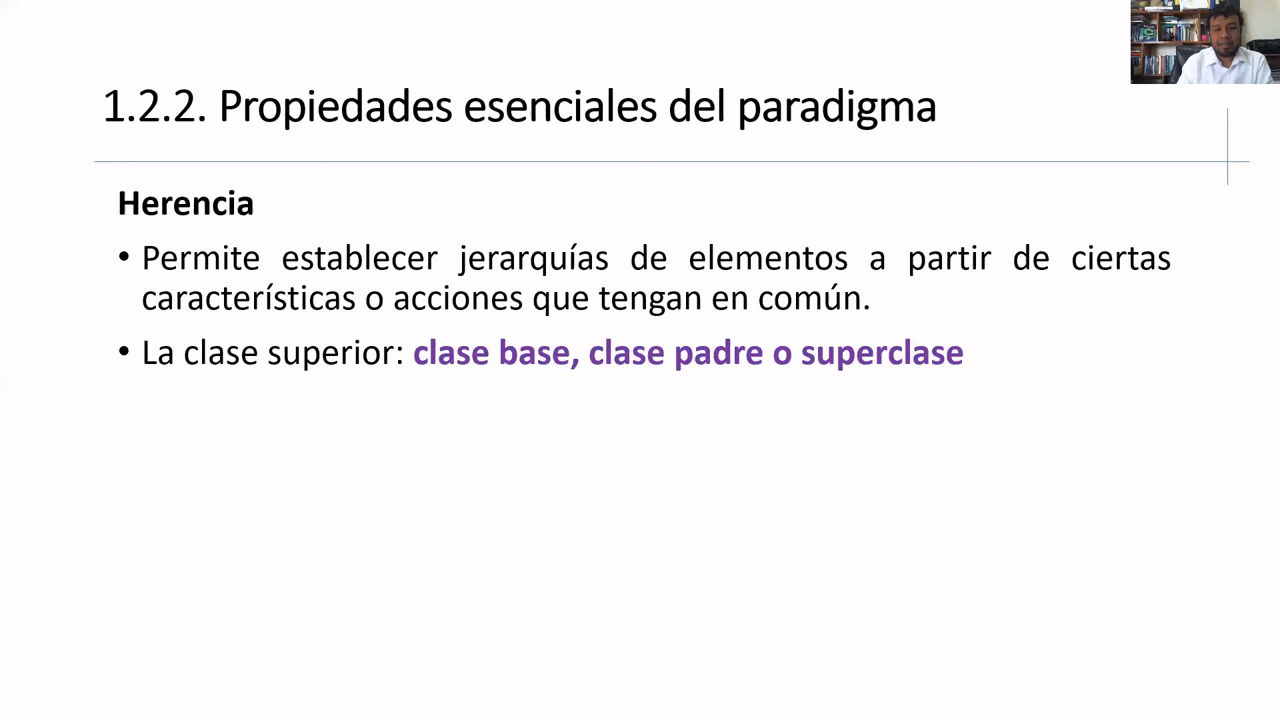 1.2.2. Propiedades esenciales del paradigma
Herencia
• Permite establecer jerarquías de elementos a partir de ciertas
características o acciones que tengan en común.
• La clase superior: clase base, clase padre o superclase